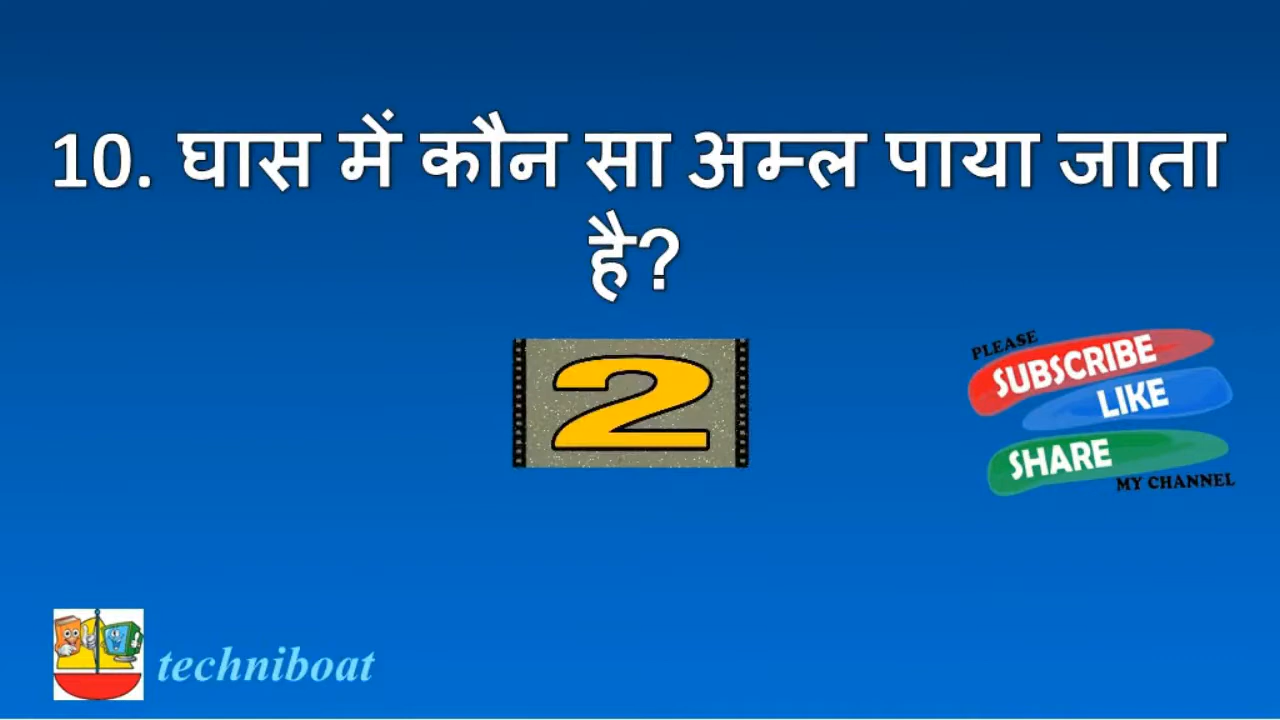 10. घास में कौन सा अम्ल पाया जाता
है?
2
PLEASE
SUBSCRIBE
LIKE
SHARE
MY CHANNEL
techniboat